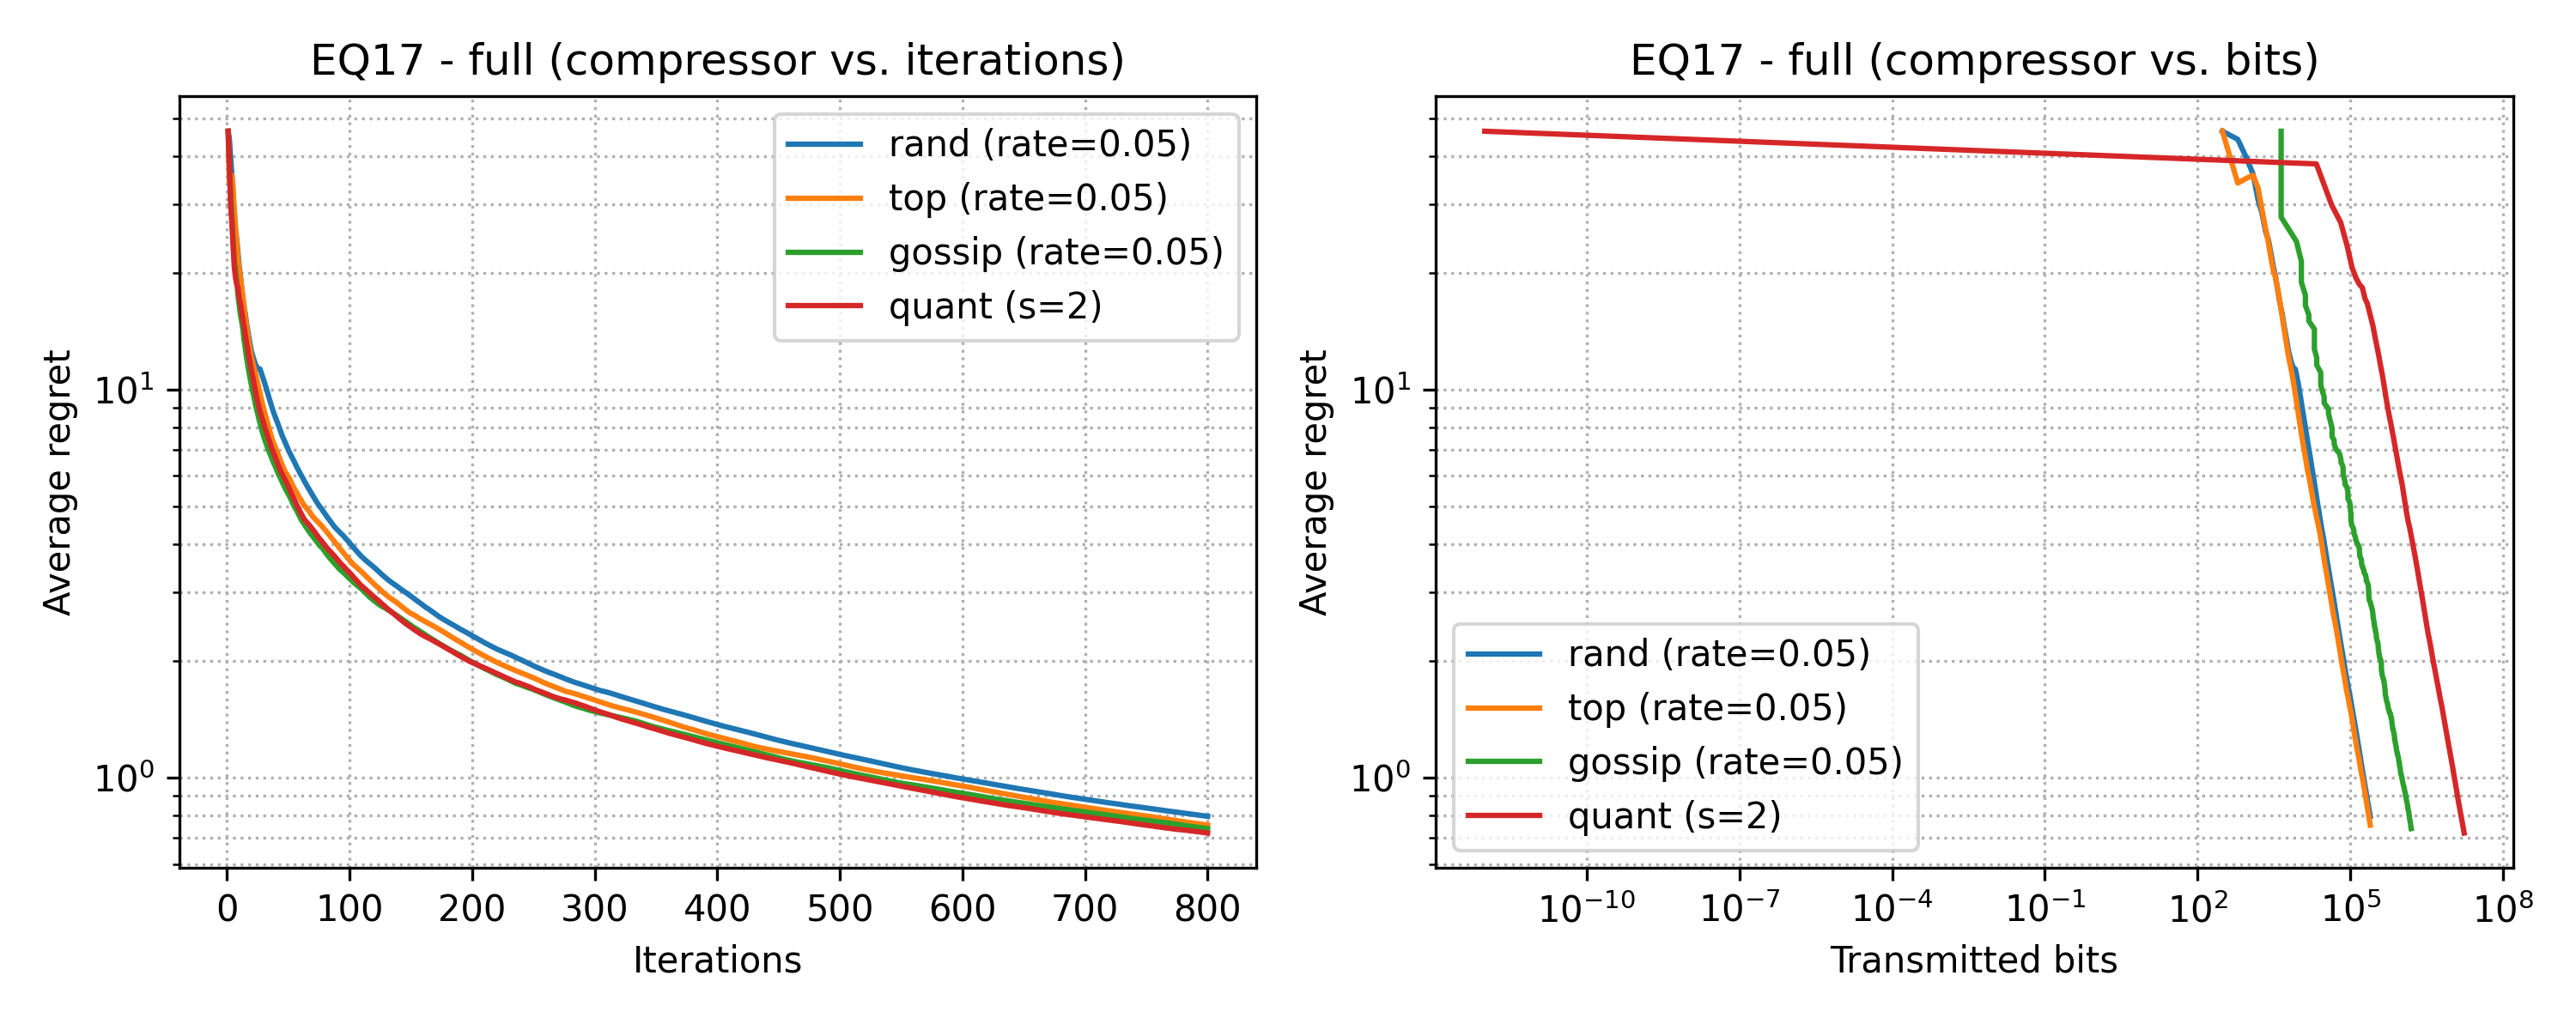 EQ17 - full (compressor vs. iterations)
Average regret
10¹
10⁰
rand (rate=0.05)
top (rate=0.05)
gossip (rate=0.05)
quant (s=2)
0 100 200 300 400 500 600 700 800
Iterations
EQ17 - full (compressor vs. bits)
Average regret
10¹
10⁰
rand (rate=0.05)
top (rate=0.05)
gossip (rate=0.05)
quant (s=2)
10⁻¹⁰ 10⁻⁷ 10⁻⁴ 10⁻¹ 10² 10⁵ 10⁸
Transmitted bits